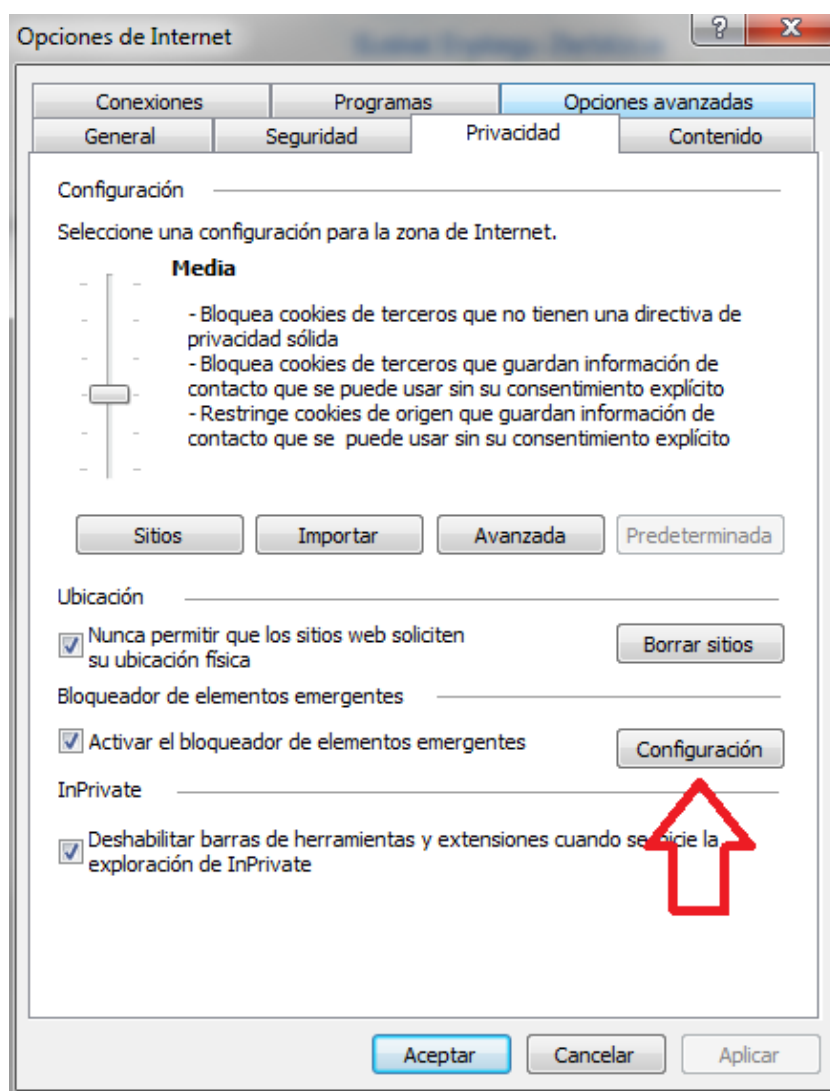 Opciones de Internet
Conexiones Programas Opciones avanzadas
General Seguridad Privacidad Contenido
Configuración
Seleccione una configuración para la zona de Internet.
Media
- Bloquea cookies de terceros que no tienen una directiva de
privacidad sólida
- Bloquea cookies de terceros que guardan información de
contacto que se puede usar sin su consentimiento explícito
- Restringe cookies de origen que guardan información de
contacto que se puede usar sin su consentimiento explícito
Sitios Importar Avanzada Predeterminada
Ubicación
Nunca permitir que los sitios web soliciten
su ubicación física
Borrar sitios
Bloqueador de elementos emergentes
Activar el bloqueador de elementos emergentes
Configuración
InPrivate
Deshabilitar barras de herramientas y extensiones cuando se inicie la
exploración de InPrivate
Aceptar Cancelar Aplicar